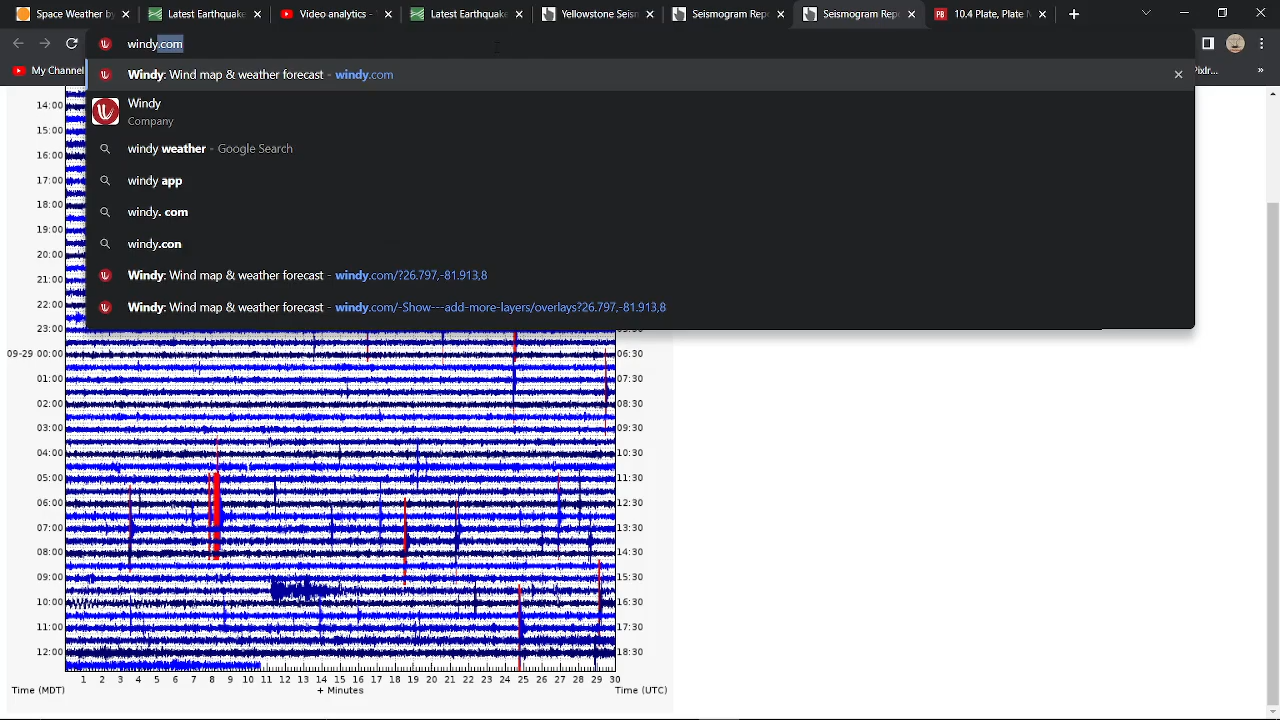 Space Weather by
Latest Earthquake
Video analytics -
Latest Earthquake
Yellowstone Seism
Seismogram Repo
Seismogram Repo
10.4 Plate, Plate M
windy.com
My Channel
Pixlr...
»
Windy: Wind map & weather forecast - windy.com
Windy
Company
windy weather - Google Search
windy app
windy. com
windy.con
Windy: Wind map & weather forecast - windy.com/?26.797,-81.913,8
Windy: Wind map & weather forecast - windy.com/-Show---add-more-layers/overlays?26.797,-81.913,8
14:00
15:00
16:00
17:00
18:00
19:00
20:00
21:00
22:00
23:00
09-29 00:00 06:30
01:00 07:30
02:00 08:30
03:00 09:30
04:00 10:30
05:00 11:30
06:00 12:30
07:00 13:30
08:00 14:30
09:00 15:30
10:00 16:30
11:00 17:30
12:00 18:30
1 2 3 4 5 6 7 8 9 10 11 12 13 14 15 16 17 18 19 20 21 22 23 24 25 26 27 28 29 30
Time (MDT) + Minutes Time (UTC)